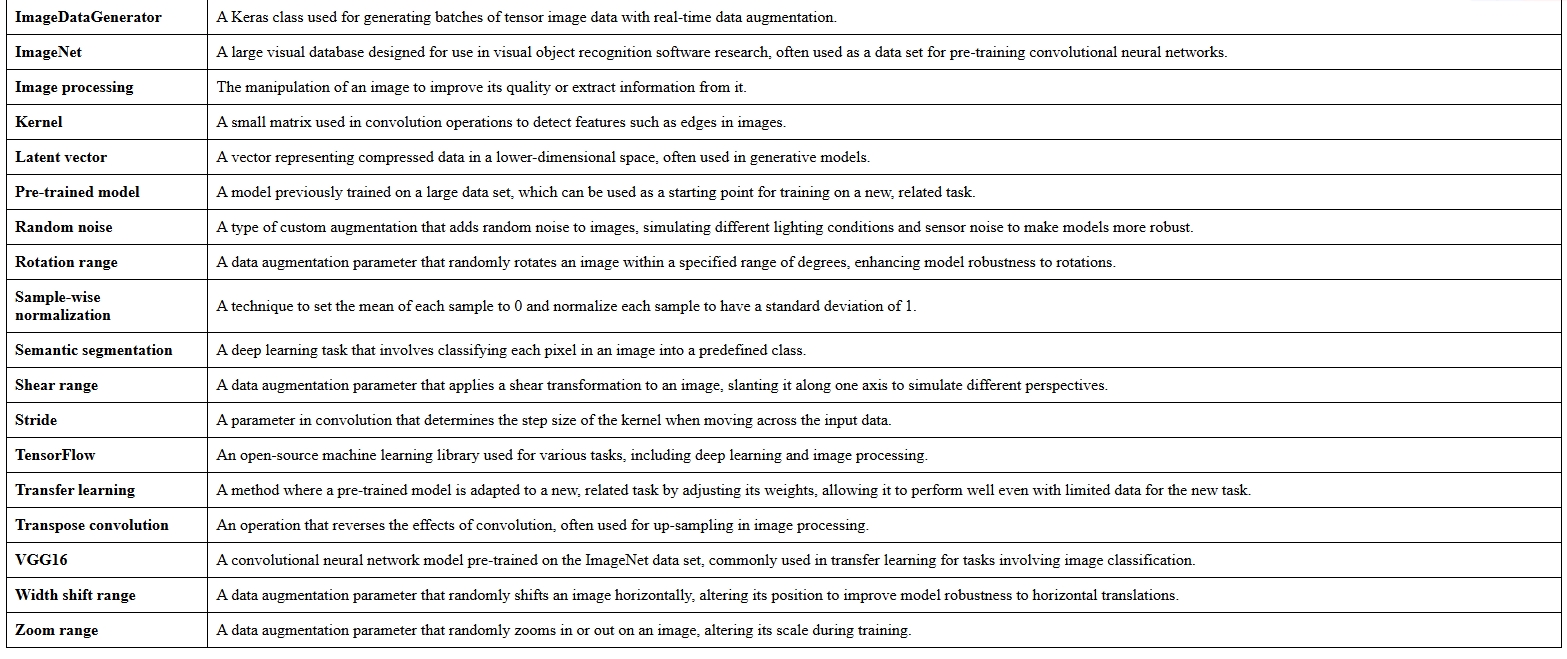 ImageDataGenerator A Keras class used for generating batches of tensor image data with real-time data augmentation.
ImageNet A large visual database designed for use in visual object recognition software research, often used as a data set for pre-training convolutional neural networks.
Image processing The manipulation of an image to improve its quality or extract information from it.
Kernel A small matrix used in convolution operations to detect features such as edges in images.
Latent vector A vector representing compressed data in a lower-dimensional space, often used in generative models.
Pre-trained model A model previously trained on a large data set, which can be used as a starting point for training on a new, related task.
Random noise A type of custom augmentation that adds random noise to images, simulating different lighting conditions and sensor noise to make models more robust.
Rotation range A data augmentation parameter that randomly rotates an image within a specified range of degrees, enhancing model robustness to rotations.
Sample-wise
normalization A technique to set the mean of each sample to 0 and normalize each sample to have a standard deviation of 1.
Semantic segmentation A deep learning task that involves classifying each pixel in an image into a predefined class.
Shear range A data augmentation parameter that applies a shear transformation to an image, slanting it along one axis to simulate different perspectives.
Stride A parameter in convolution that determines the step size of the kernel when moving across the input data.
TensorFlow An open-source machine learning library used for various tasks, including deep learning and image processing.
Transfer learning A method where a pre-trained model is adapted to a new, related task by adjusting its weights, allowing it to perform well even with limited data for the new task.
Transpose convolution An operation that reverses the effects of convolution, often used for up-sampling in image processing.
VGG16 A convolutional neural network model pre-trained on the ImageNet data set, commonly used in transfer learning for tasks involving image classification.
Width shift range A data augmentation parameter that randomly shifts an image horizontally, altering its position to improve model robustness to horizontal translations.
Zoom range A data augmentation parameter that randomly zooms in or out on an image, altering its scale during training.